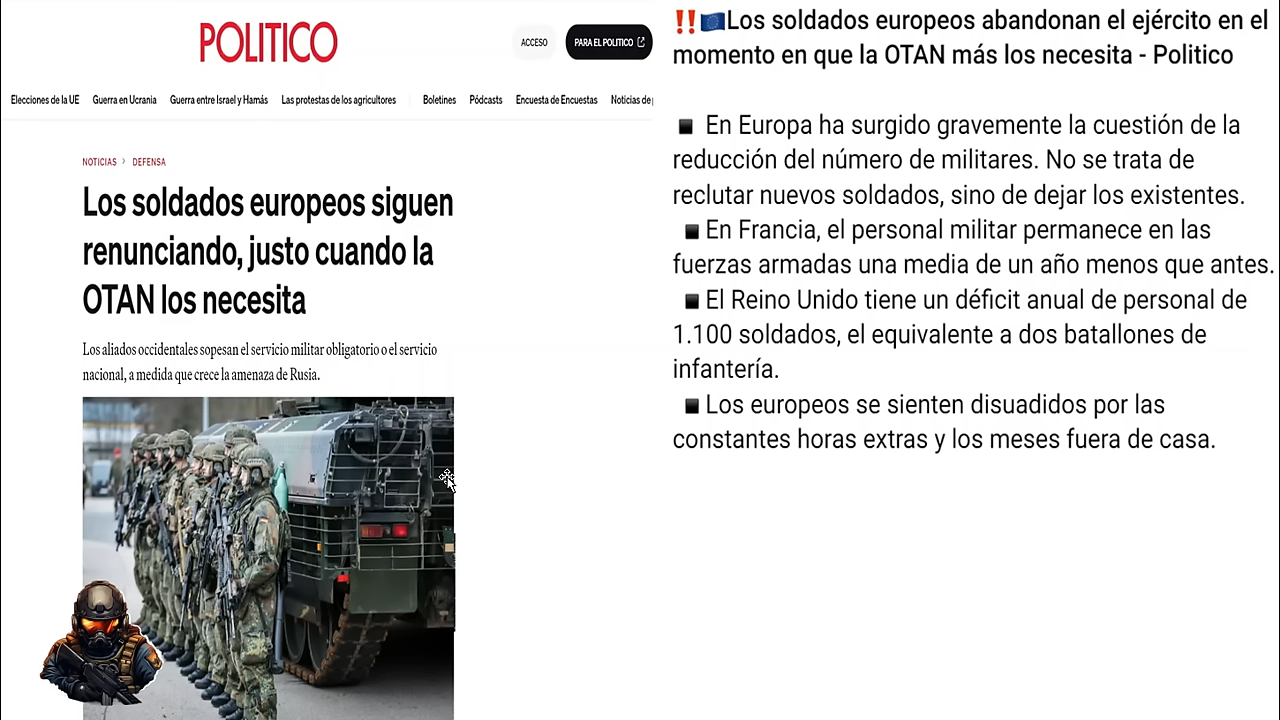 POLITICO
ACCESO
PARA EL POLITICO
Elecciones de la UE
Guerra en Ucrania
Guerra entre Israel y Hamás
Las protestas de los agricultores
Boletines
Pódcasts
Encuesta de Encuestas
Noticias de
NOTICIAS > DEFENSA
Los soldados europeos siguen
renunciando, justo cuando la
OTAN los necesita
Los aliados occidentales sopesan el servicio militar obligatorio o el servicio
nacional, a medida que crece la amenaza de Rusia.
‼️🇪🇺Los soldados europeos abandonan el ejército en el
momento en que la OTAN más los necesita - Politico
▪️ En Europa ha surgido gravemente la cuestión de la
reducción del número de militares. No se trata de
reclutar nuevos soldados, sino de dejar los existentes.
▪️En Francia, el personal militar permanece en las
fuerzas armadas una media de un año menos que antes.
▪️El Reino Unido tiene un déficit anual de personal de
1.100 soldados, el equivalente a dos batallones de
infantería.
▪️Los europeos se sienten disuadidos por las
constantes horas extras y los meses fuera de casa.